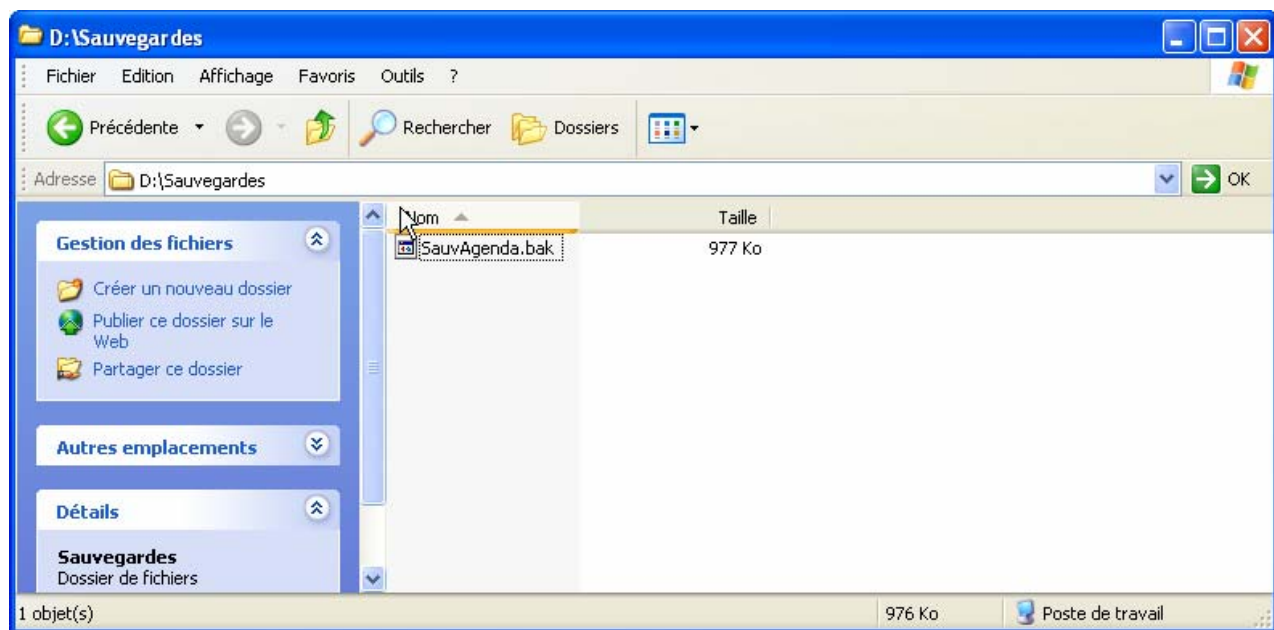 D:\Sauvegardes
Fichier Edition Affichage Favoris Outils ?
Précédente Rechercher Dossiers
Adresse D:\Sauvegardes OK
Nom Taille
SauvAgenda.bak 977 Ko
Gestion des fichiers
Créer un nouveau dossier
Publier ce dossier sur le
Web
Partager ce dossier
Autres emplacements
Détails
Sauvegardes
Dossier de fichiers
1 objet(s) 976 Ko Poste de travail